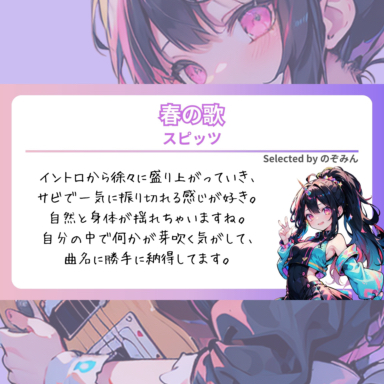 春の歌
スピッツ
Selected by のぞみん
イントロから徐々に盛り上がっていき、
サビで一気に振り切れる感じが好き。
自然と身体が揺れちゃいますね。
自分の中で何かが芽吹く気がして、
曲名に勝手に納得してます。